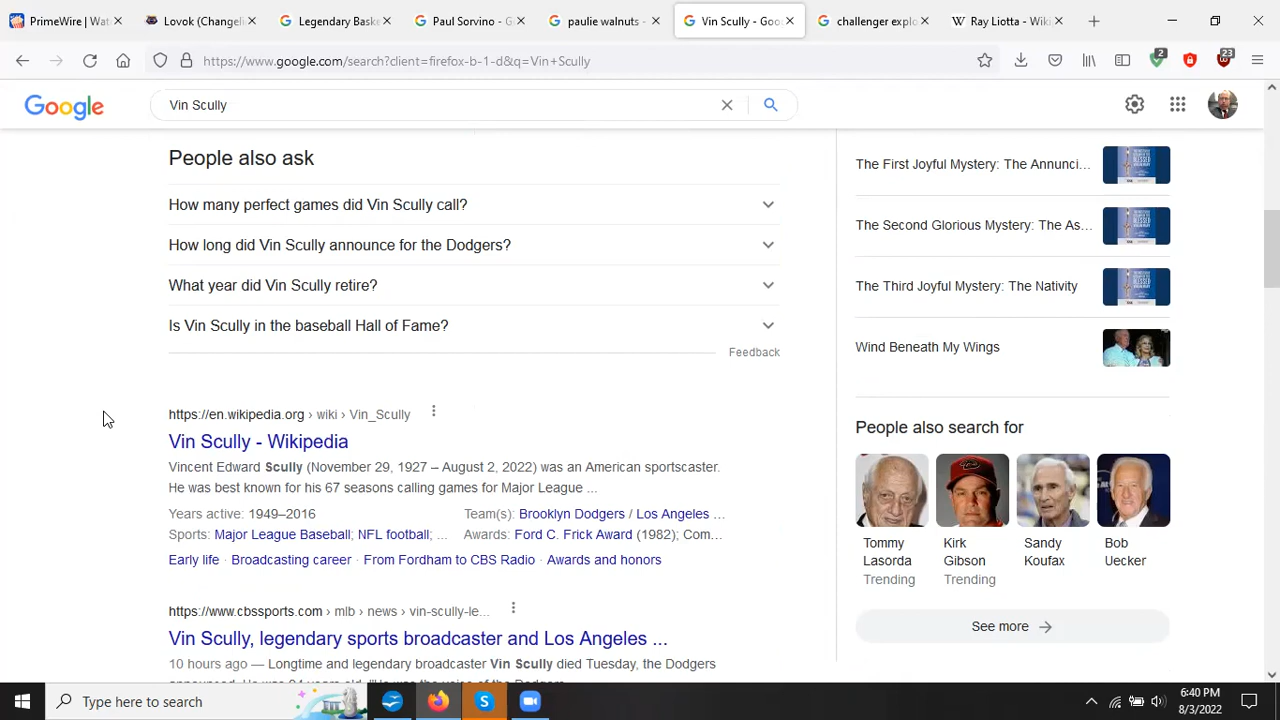 PrimeWire | Wat
Lovok (Changeli
Legendary Baske
Paul Sorvino - G
paulie walnuts -
Vin Scully - Goo
challenger explo
Ray Liotta - Wiki
https://www.google.com/search?client=firefox-b-1-d&q=Vin+Scully
2
23
Google
Vin Scully
People also ask
How many perfect games did Vin Scully call?
How long did Vin Scully announce for the Dodgers?
What year did Vin Scully retire?
Is Vin Scully in the baseball Hall of Fame?
Feedback
https://en.wikipedia.org › wiki › Vin_Scully
Vin Scully - Wikipedia
Vincent Edward Scully (November 29, 1927 – August 2, 2022) was an American sportscaster.
He was best known for his 67 seasons calling games for Major League ...
Years active: 1949–2016
Team(s): Brooklyn Dodgers / Los Angeles ...
Sports: Major League Baseball; NFL football; ...
Awards: Ford C. Frick Award (1982); Com...
Early life · Broadcasting career · From Fordham to CBS Radio · Awards and honors
https://www.cbssports.com › mlb › news › vin-scully-le...
Vin Scully, legendary sports broadcaster and Los Angeles ...
10 hours ago — Longtime and legendary broadcaster Vin Scully died Tuesday, the Dodgers
The First Joyful Mystery: The Annunci...
The Second Glorious Mystery: The As...
The Third Joyful Mystery: The Nativity
Wind Beneath My Wings
People also search for
Tommy
Lasorda
Trending
Kirk
Gibson
Trending
Sandy
Koufax
Bob
Uecker
See more
Type here to search
6:40 PM
8/3/2022